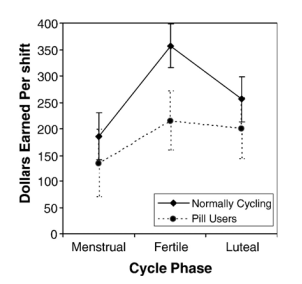 Dollars Earned Per shift
400
350
300
250
200
150
100
50
0
Normally Cycling
Pill Users
Menstrual
Fertile
Luteal
Cycle Phase